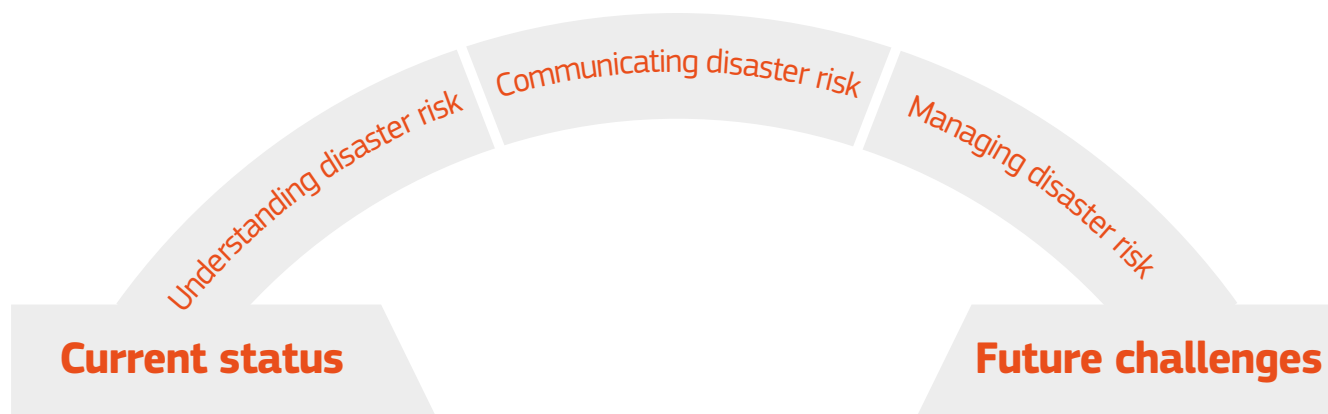 Understanding disaster risk
Communicating disaster risk
Managing disaster risk
Current status
Future challenges